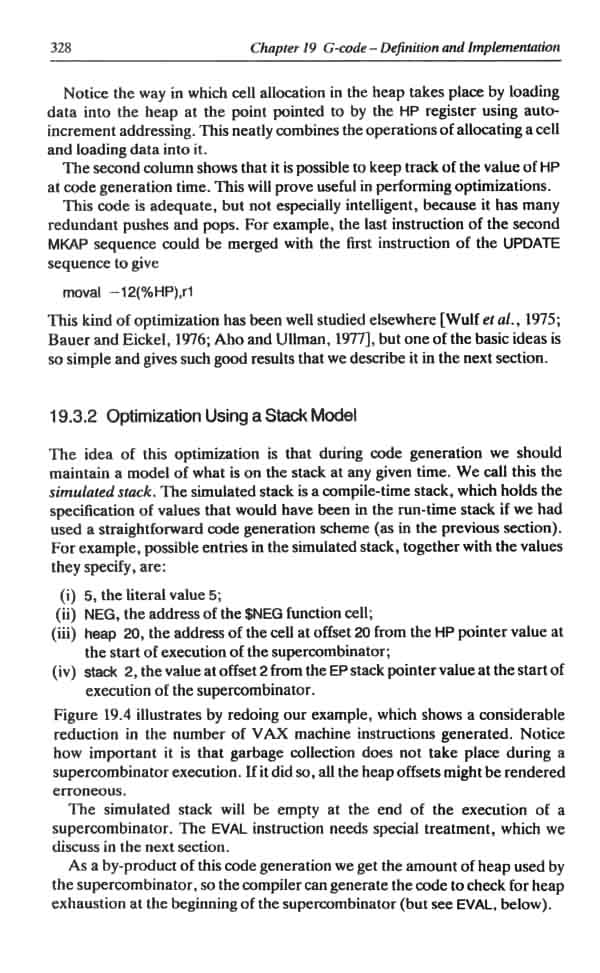 328 Chapter 19 G-code – Definition and Implementation
Notice the way in which cell allocation in the heap takes place by loading
data into the heap at the point pointed to by the HP register using auto-
increment addressing. This neatly combines the operations of allocating a cell
and loading data into it.
The second column shows that it is possible to keep track of the value of HP
at code generation time. This will prove useful in performing optimizations.
This code is adequate, but not especially intelligent, because it has many
redundant pushes and pops. For example, the last instruction of the second
MKAP sequence could be merged with the first instruction of the UPDATE
sequence to give
moval −12(%HP),r1
This kind of optimization has been well studied elsewhere [Wulf et al., 1975;
Bauer and Eickel, 1976; Aho and Ullman, 1977], but one of the basic ideas is
so simple and gives such good results that we describe it in the next section.
19.3.2 Optimization Using a Stack Model
The idea of this optimization is that during code generation we should
maintain a model of what is on the stack at any given time. We call this the
simulated stack. The simulated stack is a compile-time stack, which holds the
specification of values that would have been in the run-time stack if we had
used a straightforward code generation scheme (as in the previous section).
For example, possible entries in the simulated stack, together with the values
they specify, are:
(i) 5, the literal value 5;
(ii) NEG, the address of the $NEG function cell;
(iii) heap 20, the address of the cell at offset 20 from the HP pointer value at
the start of execution of the supercombinator;
(iv) stack 2, the value at offset 2 from the EP stack pointer value at the start of
execution of the supercombinator.
Figure 19.4 illustrates by redoing our example, which shows a considerable
reduction in the number of VAX machine instructions generated. Notice
how important it is that garbage collection does not take place during a
supercombinator execution. If it did so, all the heap offsets might be rendered
erroneous.
The simulated stack will be empty at the end of the execution of a
supercombinator. The EVAL instruction needs special treatment, which we
discuss in the next section.
As a by-product of this code generation we get the amount of heap used by
the supercombinator, so the compiler can generate the code to check for heap
exhaustion at the beginning of the supercombinator (but see EVAL, below).